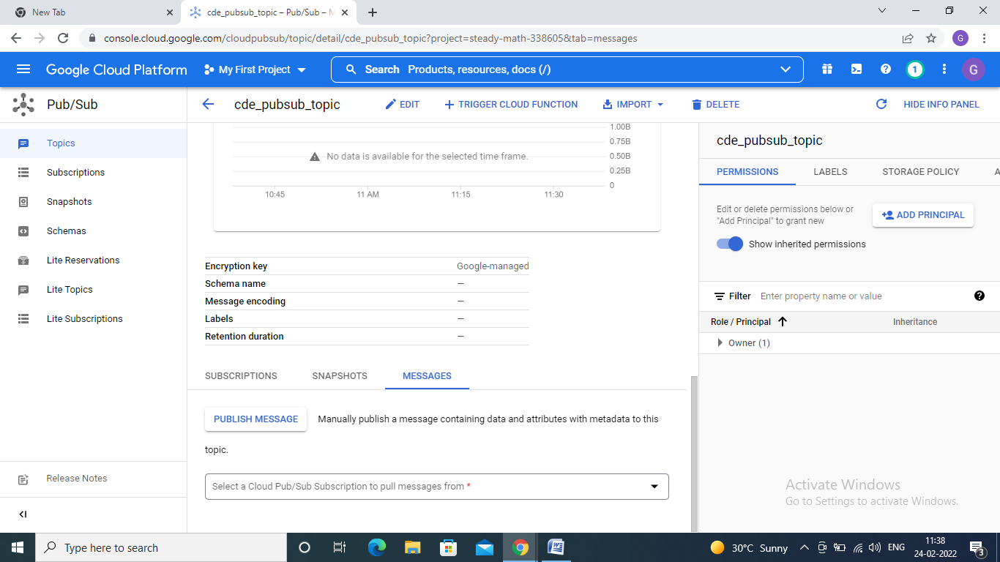 New Tab
cde_pubsub_topic – Pub/Sub – M
console.cloud.google.com/cloudpubsub/topic/detail/cde_pubsub_topic?project=steady-math-338605&tab=messages
G
Google Cloud Platform
My First Project
Search Products, resources, docs (/)
1
G
Pub/Sub
cde_pubsub_topic
EDIT
TRIGGER CLOUD FUNCTION
IMPORT
DELETE
HIDE INFO PANEL
Topics
Subscriptions
Snapshots
Schemas
Lite Reservations
Lite Topics
Lite Subscriptions
Release Notes
1.00B
0.75B
No data is available for the selected time frame.
0.50B
0.25B
0
10:45 11 AM 11:15 11:30
Encryption key Google-managed
Schema name —
Message encoding —
Labels —
Retention duration —
SUBSCRIPTIONS SNAPSHOTS MESSAGES
PUBLISH MESSAGE
Manually publish a message containing data and attributes with metadata to this
topic.
Select a Cloud Pub/Sub Subscription to pull messages from *
cde_pubsub_topic
PERMISSIONS LABELS STORAGE POLICY A
Edit or delete permissions below or
"Add Principal" to grant new
ADD PRINCIPAL
Show inherited permissions
Filter Enter property name or value
Role / Principal Inheritance
Owner (1)
Activate Windows
Go to Settings to activate Windows.
Type here to search
30°C Sunny
ENG
11:38
24-02-2022
3